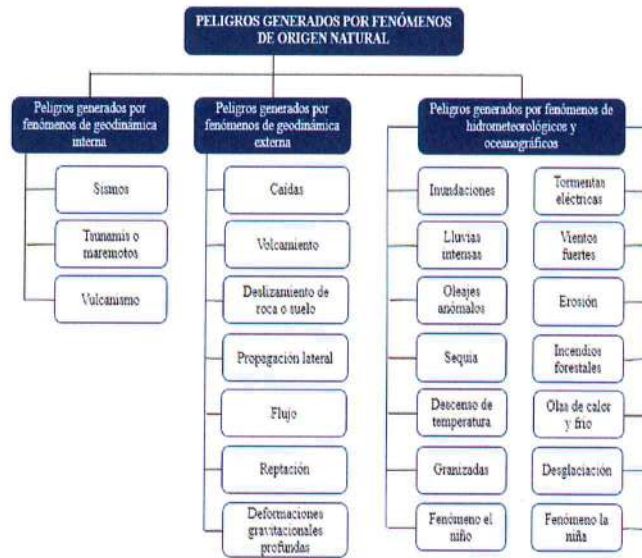 PELIGROS GENERADOS POR FENÓMENOS
DE ORIGEN NATURAL
Peligros generados por
fenómenos de geodinámica
interna
Sismos
Tsunamis o
maremotos
Vulcanismo
Peligros generados por
fenómenos de geodinámica
externa
Caídas
Volcamiento
Deslizamiento de
roca o suelo
Propagación lateral
Flujo
Reptación
Deformaciones
gravitacionales
profundas
Peligros generados por fenómenos de
hidrometeorológicos y
oceanográficos
Inundaciones
Lluvias
intensas
Oleajes
anómalos
Sequia
Descenso de
temperatura
Granizadas
Fenómeno el
niño
Tormentas
eléctricas
Vientos
fuertes
Erosión
Incendios
forestales
Olas de calor
y frio
Desglaciación
Fenómeno la
niña